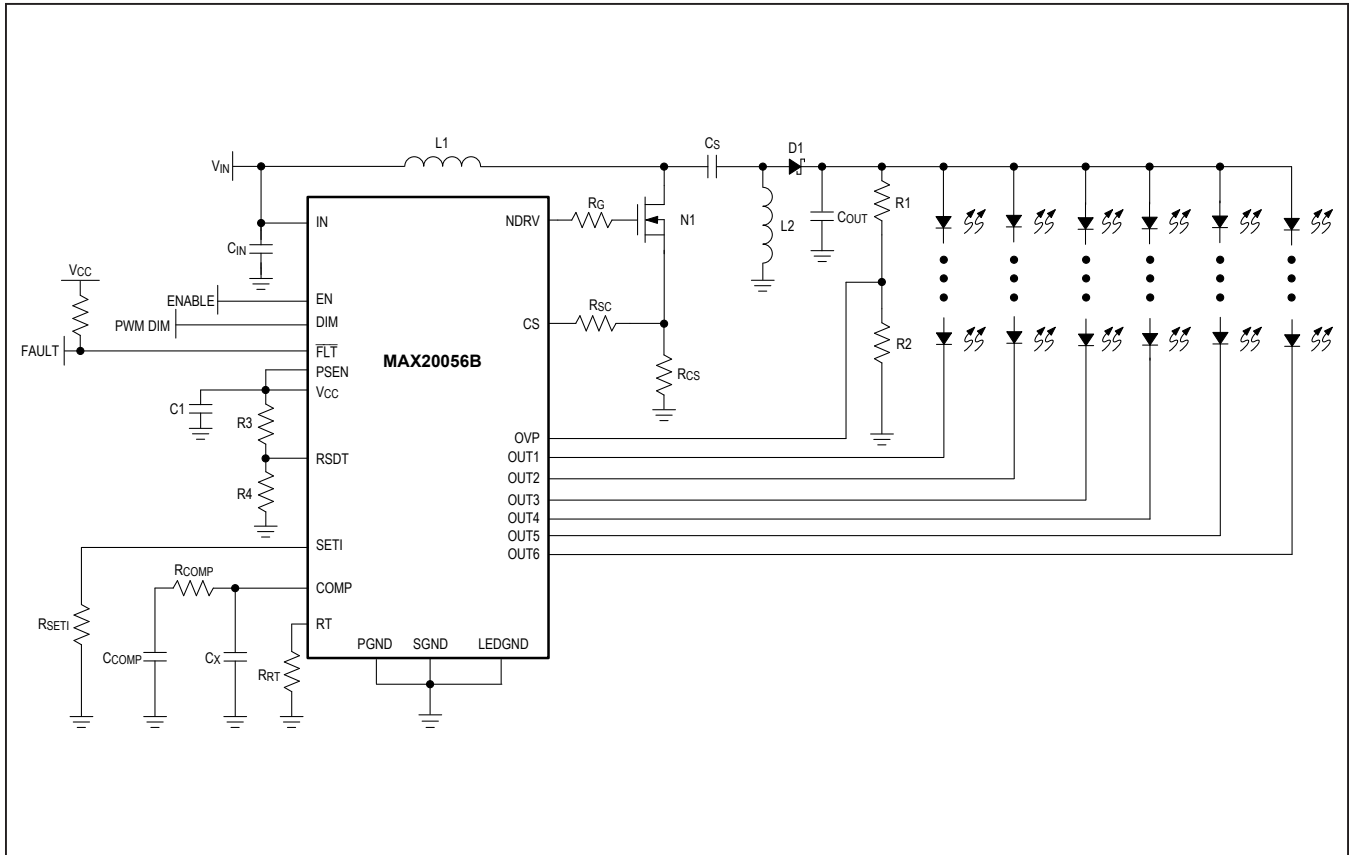 L1
CS
D1
VIN
RG
N1
NDRV
IN
R1
COUT
L2
CIN
VCC
ENABLE
EN
RSC
PWM DIM
DIM
CS
R2
FAULT
FLT
MAX20056B
PSEN
RCS
VCC
C1
R3
OVP
OUT1
RSDT
OUT2
R4
OUT3
OUT4
OUT5
SETI
OUT6
RCOMP
COMP
RSETI
RT
PGND
SGND
LEDGND
CCOMP
CX
RRT